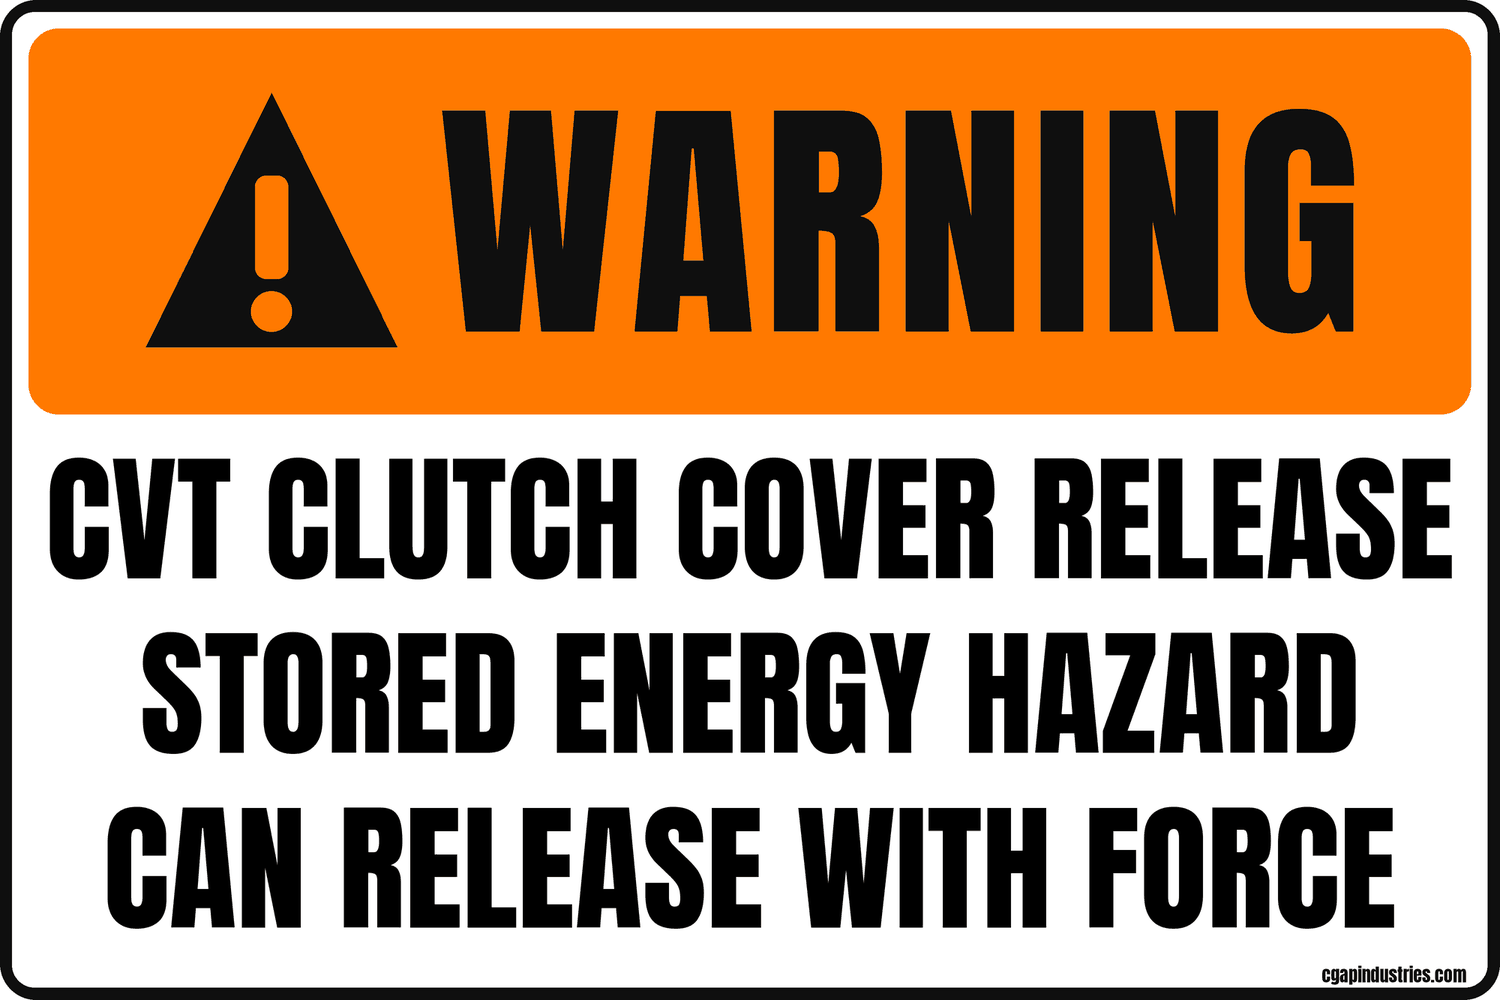 WARNING
CVT CLUTCH COVER RELEASE
STORED ENERGY HAZARD
CAN RELEASE WITH FORCE
cgapindustries.com